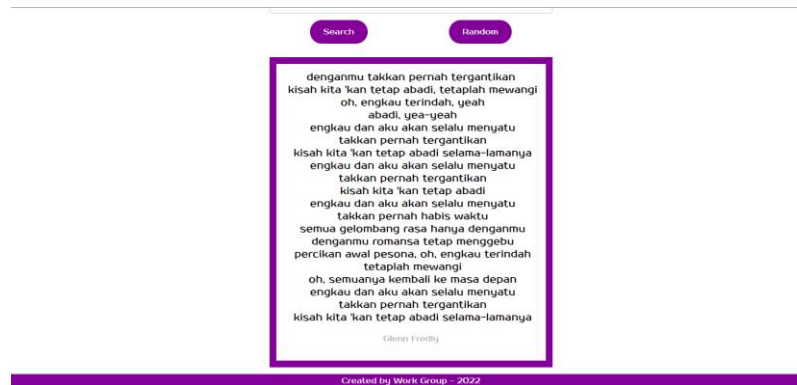 Search
Random
denganmu takkan pernah tergantikan
kisah kita 'kan tetap abadi, tetaplah mewangi
oh, engkau terindah, yeah
abadi, yea-yeah
engkau dan aku akan selalu menyatu
takkan pernah tergantikan
kisah kita 'kan tetap abadi selama-lamanya
engkau dan aku akan selalu menyatu
takkan pernah tergantikan
kisah kita 'kan tetap abadi
engkau dan aku akan selalu menyatu
takkan pernah habis waktu
semua gelombang rasa hanya denganmu
denganmu romansa tetap menggebu
percikan awal pesona, oh, engkau terindah
tetaplah mewangi
oh, semuanya kembali ke masa depan
engkau dan aku akan selalu menyatu
takkan pernah tergantikan
kisah kita 'kan tetap abadi selama-lamanya
Glenn Fredly
Created by Work Group - 2022